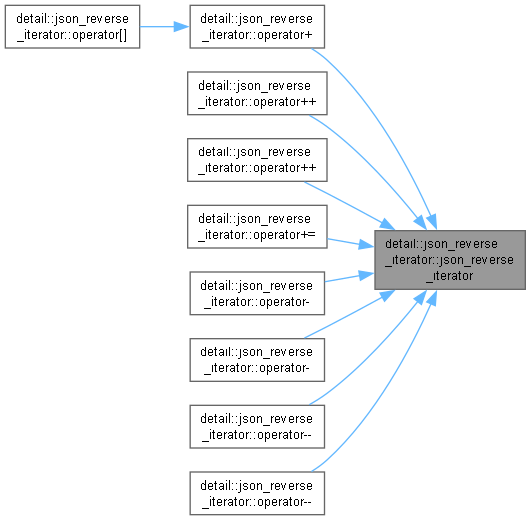 detail::json_reverse
_iterator::operator[]
detail::json_reverse
_iterator::operator+
detail::json_reverse
_iterator::operator++
detail::json_reverse
_iterator::operator++
detail::json_reverse
_iterator::operator+=
detail::json_reverse
_iterator::json_reverse
_iterator
detail::json_reverse
_iterator::operator-
detail::json_reverse
_iterator::operator-
detail::json_reverse
_iterator::operator--
detail::json_reverse
_iterator::operator--